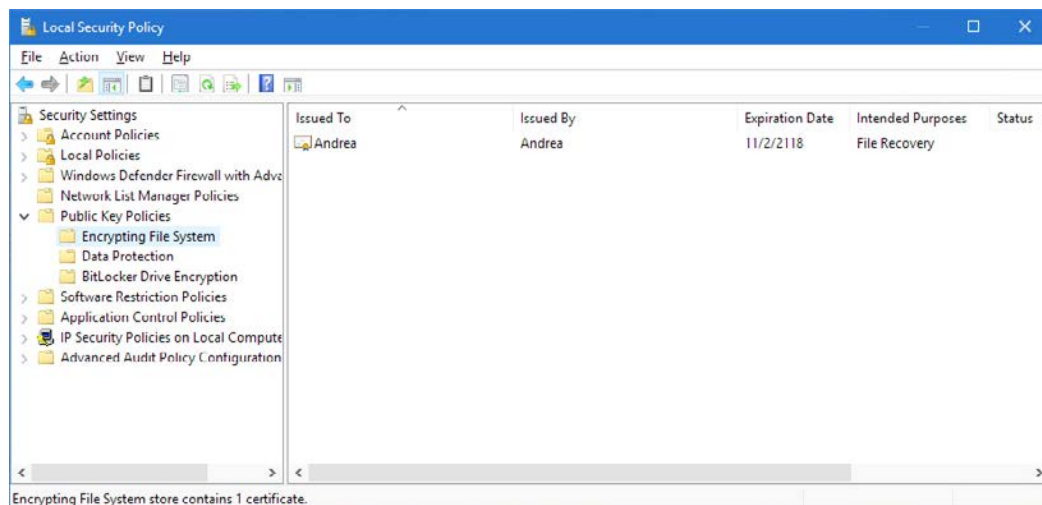 Local Security Policy
File Action View Help
Security Settings
Account Policies
Local Policies
Windows Defender Firewall with Adva
Network List Manager Policies
Public Key Policies
Encrypting File System
Data Protection
BitLocker Drive Encryption
Software Restriction Policies
Application Control Policies
IP Security Policies on Local Compute
Advanced Audit Policy Configuration
Issued To Issued By Expiration Date Intended Purposes Status
Andrea Andrea 11/2/2118 File Recovery
Encrypting File System store contains 1 certificate.